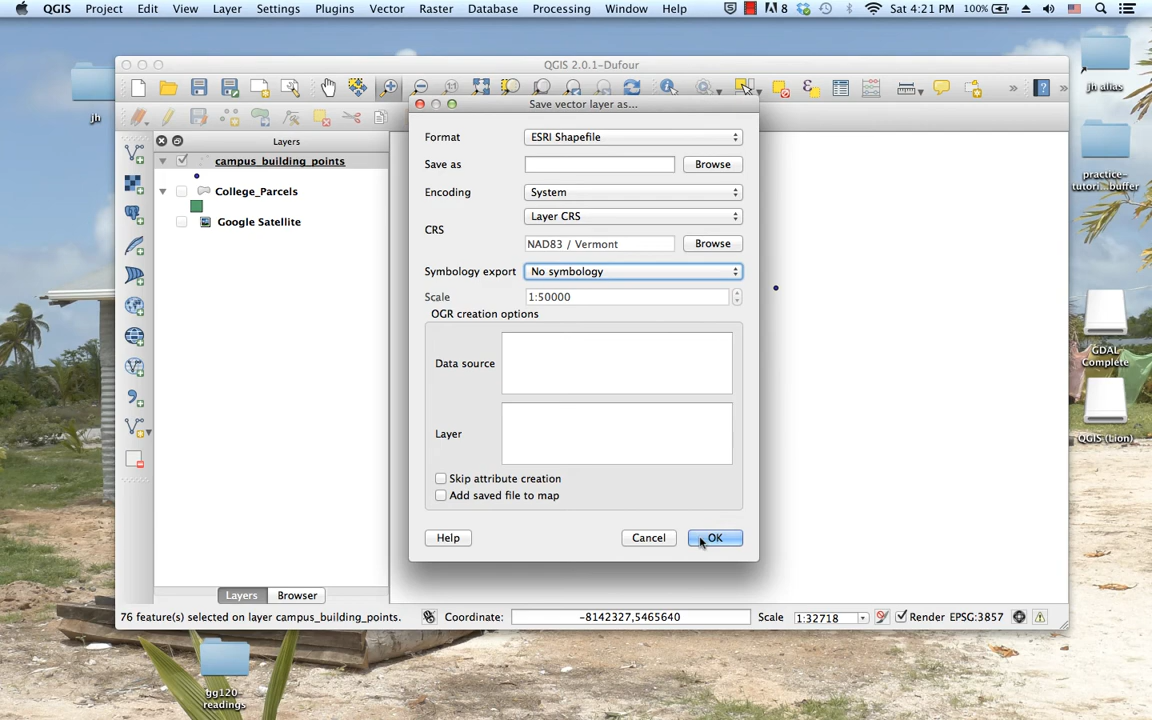 QGIS Project Edit View Layer Settings Plugins Vector Raster Database Processing Window Help 8 Sat 4:21 PM 100%
QGIS 2.0.1-Dufour
Save vector layer as...
jh
jh alias
Layers
campus_building_points
College_Parcels
Google Satellite
Format ESRI Shapefile
Save as Browse
Encoding System
Layer CRS
CRS
NAD83 / Vermont Browse
Symbology export No symbology
Scale 1:50000
OGR creation options
Data source
Layer
Skip attribute creation
Add saved file to map
Help Cancel OK
practice-
tutori...buffer
GDAL
Complete
QGIS (Lion)
Layers Browser
76 feature(s) selected on layer campus_building_points. Coordinate: -8142327,5465640 Scale 1:32718 Render EPSG:3857
gg120-
readings